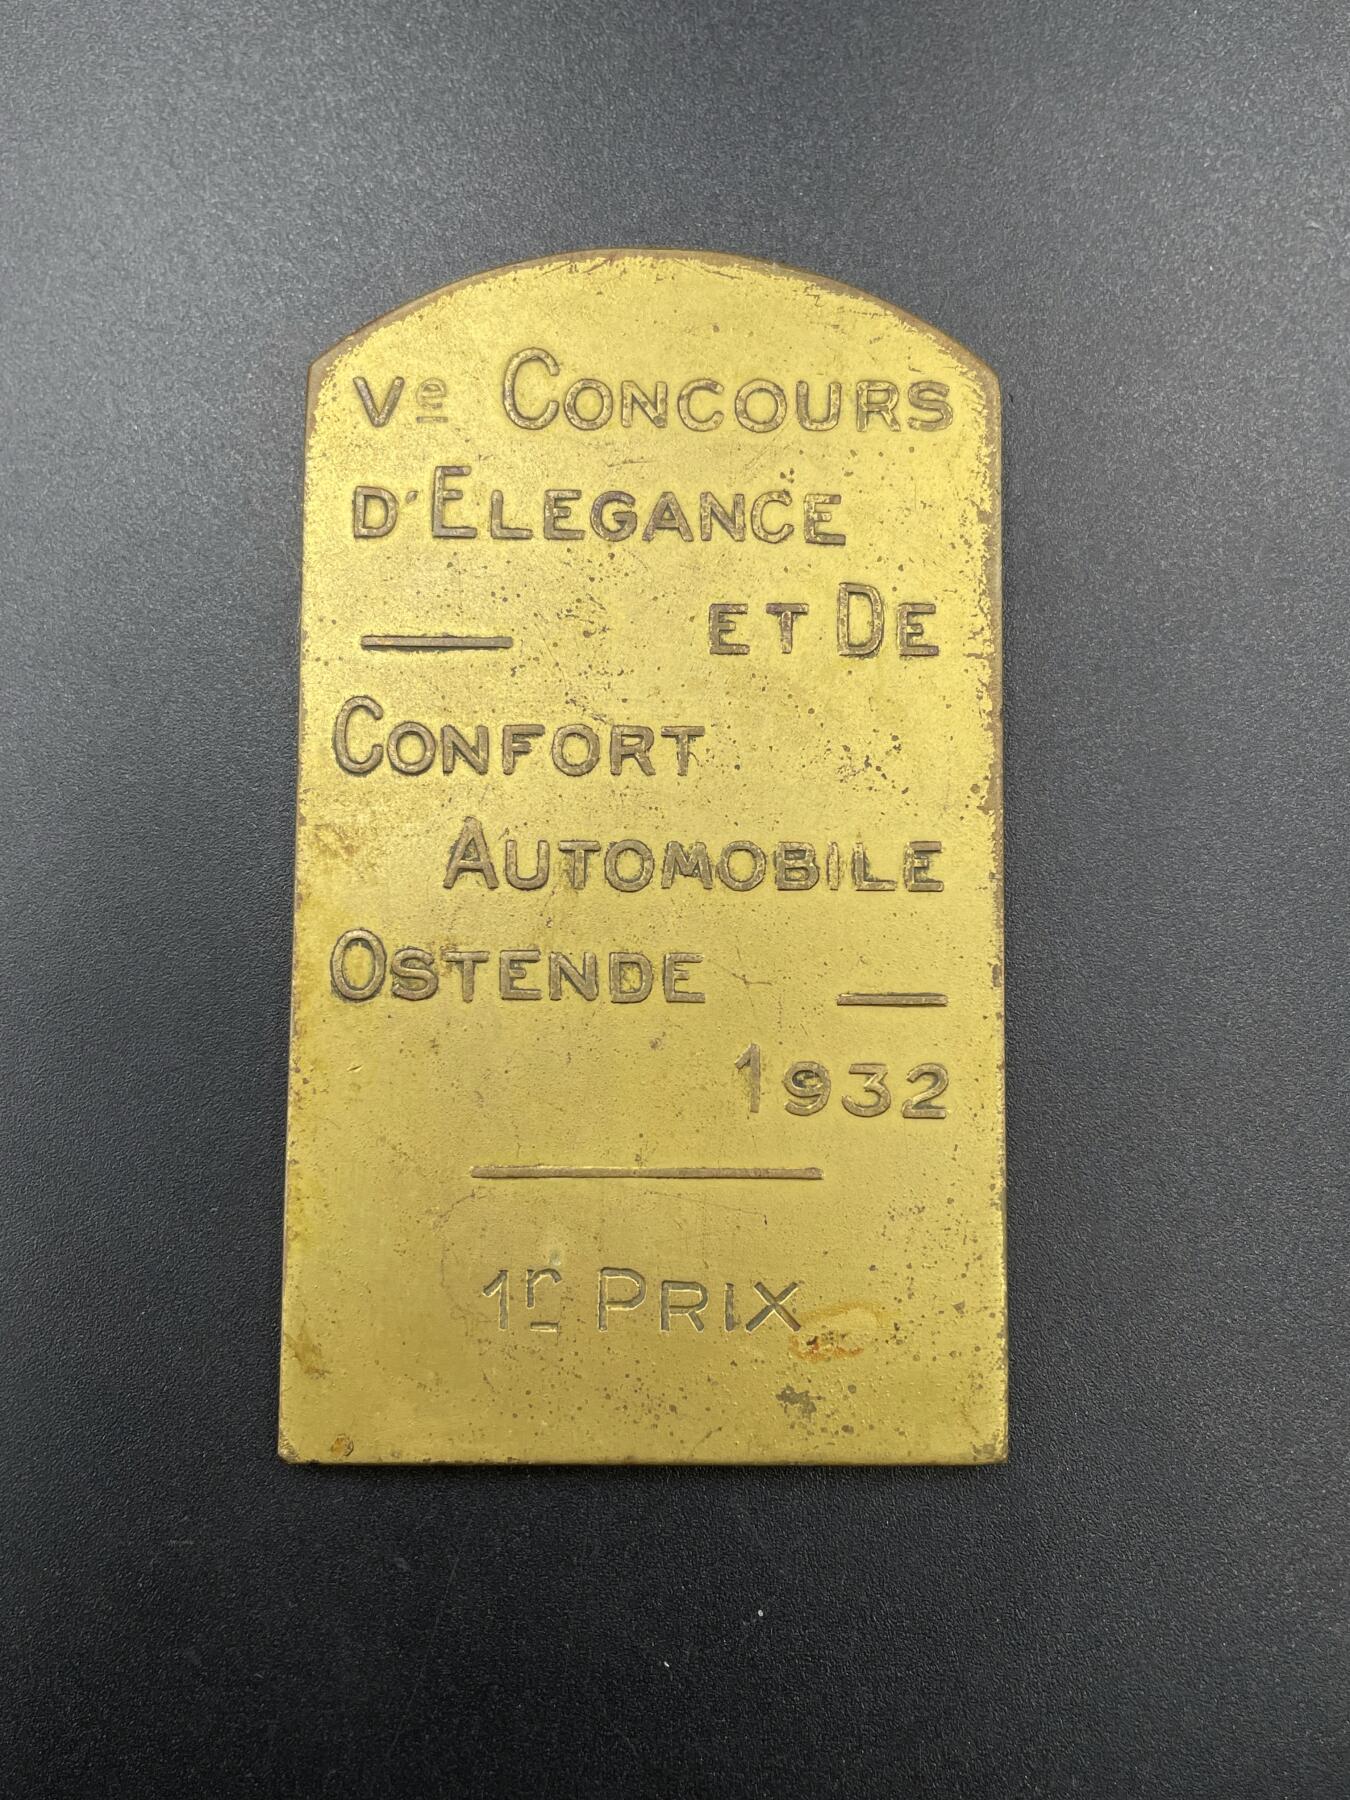 Ve CONCOURS
D'ELEGANCE
ET DE
CONFORT
AUTOMOBILE
OSTENDE
1932
1r PRIX